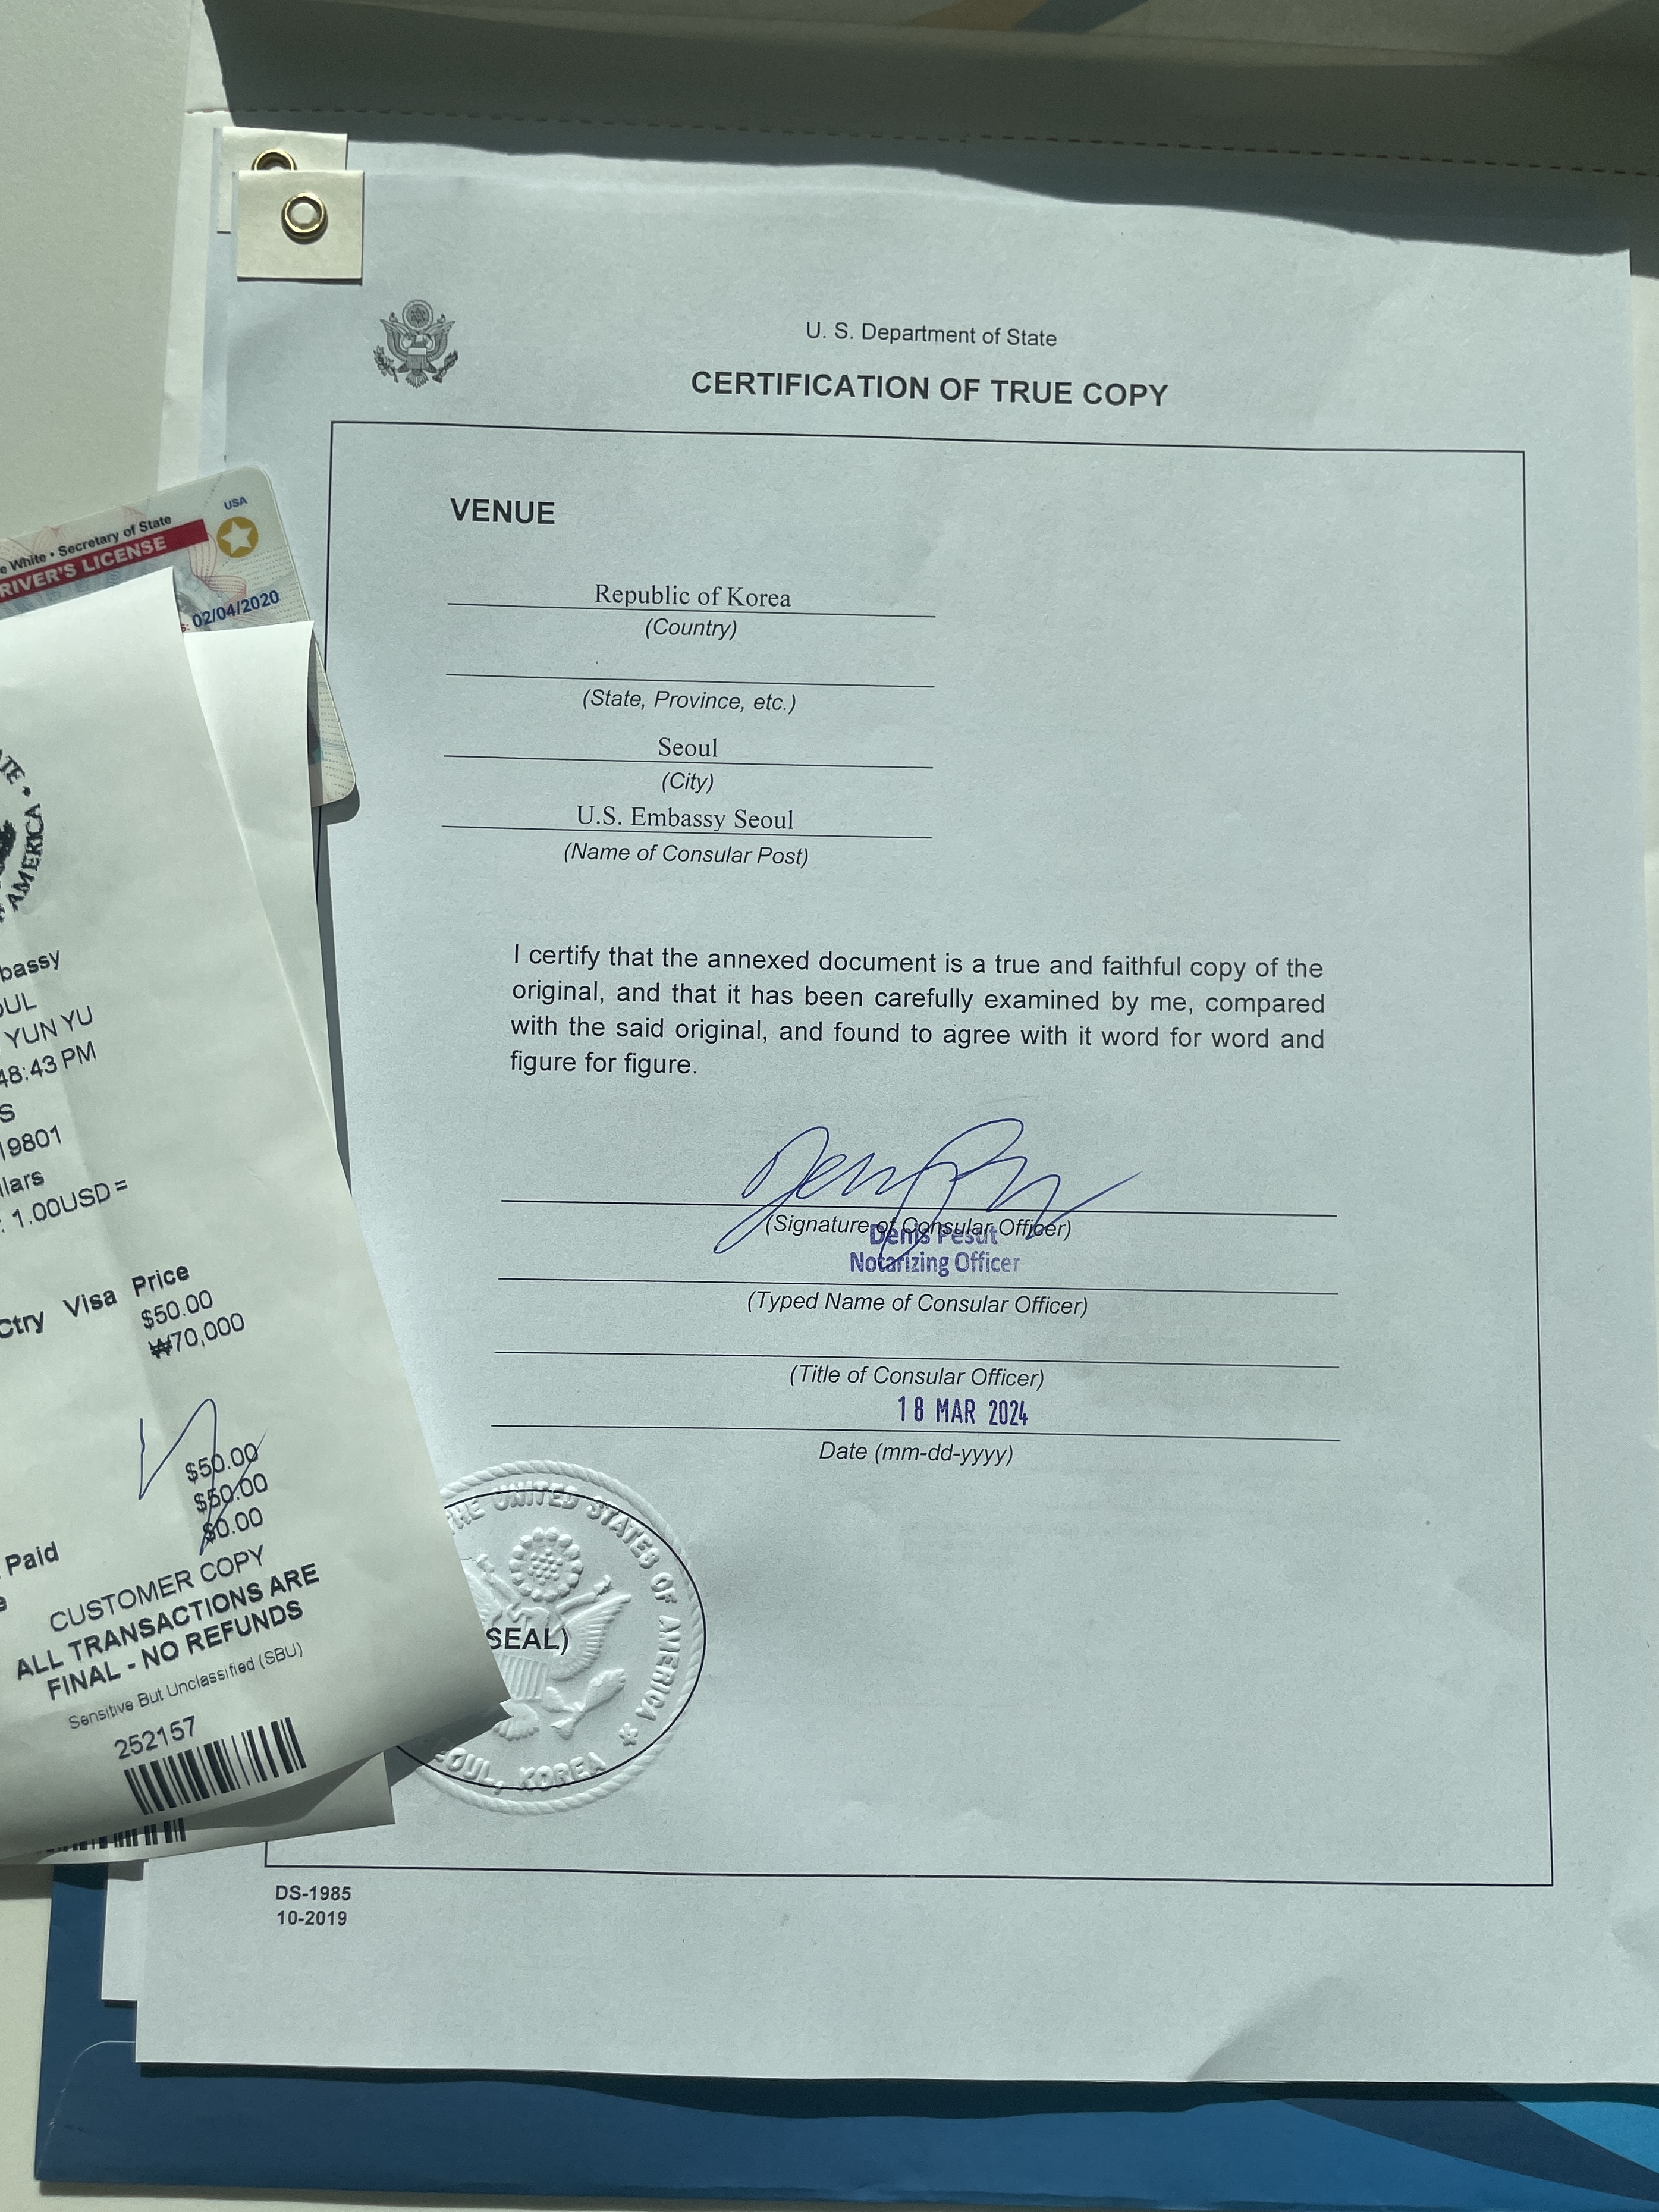 U. S. Department of State
CERTIFICATION OF TRUE COPY
VENUE
Republic of Korea
(Country)
(State, Province, etc.)
Seoul
(City)
U.S. Embassy Seoul
(Name of Consular Post)
I certify that the annexed document is a true and faithful copy of the
original, and that it has been carefully examined by me, compared
with the said original, and found to agree with it word for word and
figure for figure.
(Signature of Consular Officer)
Denis Pesut
Notarizing Officer
(Typed Name of Consular Officer)
(Title of Consular Officer)
18 MAR 2024
Date (mm-dd-yyyy)
THE UNITED STATES OF AMERICA
SEAL)
KOREA
DS-1985
10-2019
USA
White • Secretary of State
RIVER'S LICENSE
02/04/2020
AMERICA
YUN YU
48:43 PM
19801
: 1.00USD =
Ctry Visa Price
$50.00
₩70,000
$50.00
$50.00
Paid $0.00
CUSTOMER COPY
ALL TRANSACTIONS ARE
FINAL - NO REFUNDS
Sensitive But Unclassified (SBU)
252157